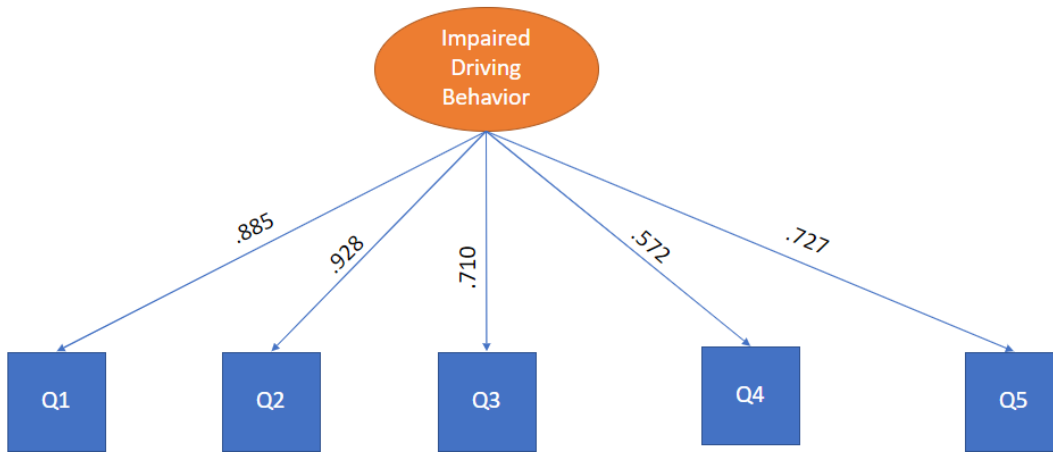 Impaired
Driving
Behavior
.885
.928
.710
.572
.727
Q1
Q2
Q3
Q4
Q5